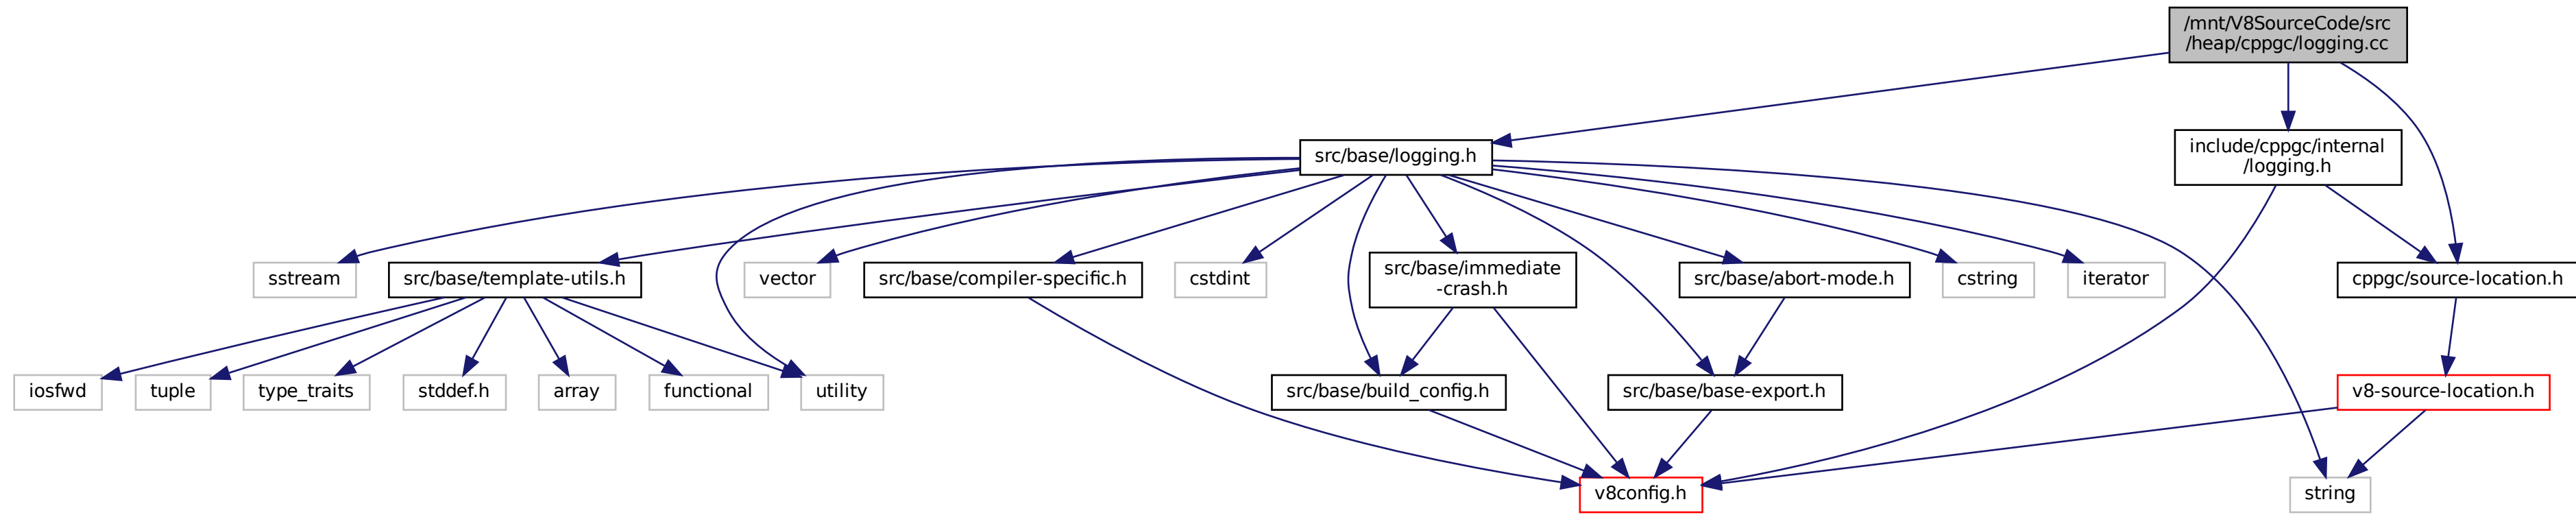 /mnt/V8SourceCode/src
/heap/cppgc/logging.cc
src/base/logging.h
include/cppgc/internal
/logging.h
sstream
src/base/template-utils.h
vector
src/base/compiler-specific.h
cstdint
src/base/immediate
-crash.h
src/base/abort-mode.h
cstring
iterator
cppgc/source-location.h
iosfwd
tuple
type_traits
stddef.h
array
functional
utility
src/base/build_config.h
src/base/base-export.h
v8-source-location.h
v8config.h
string